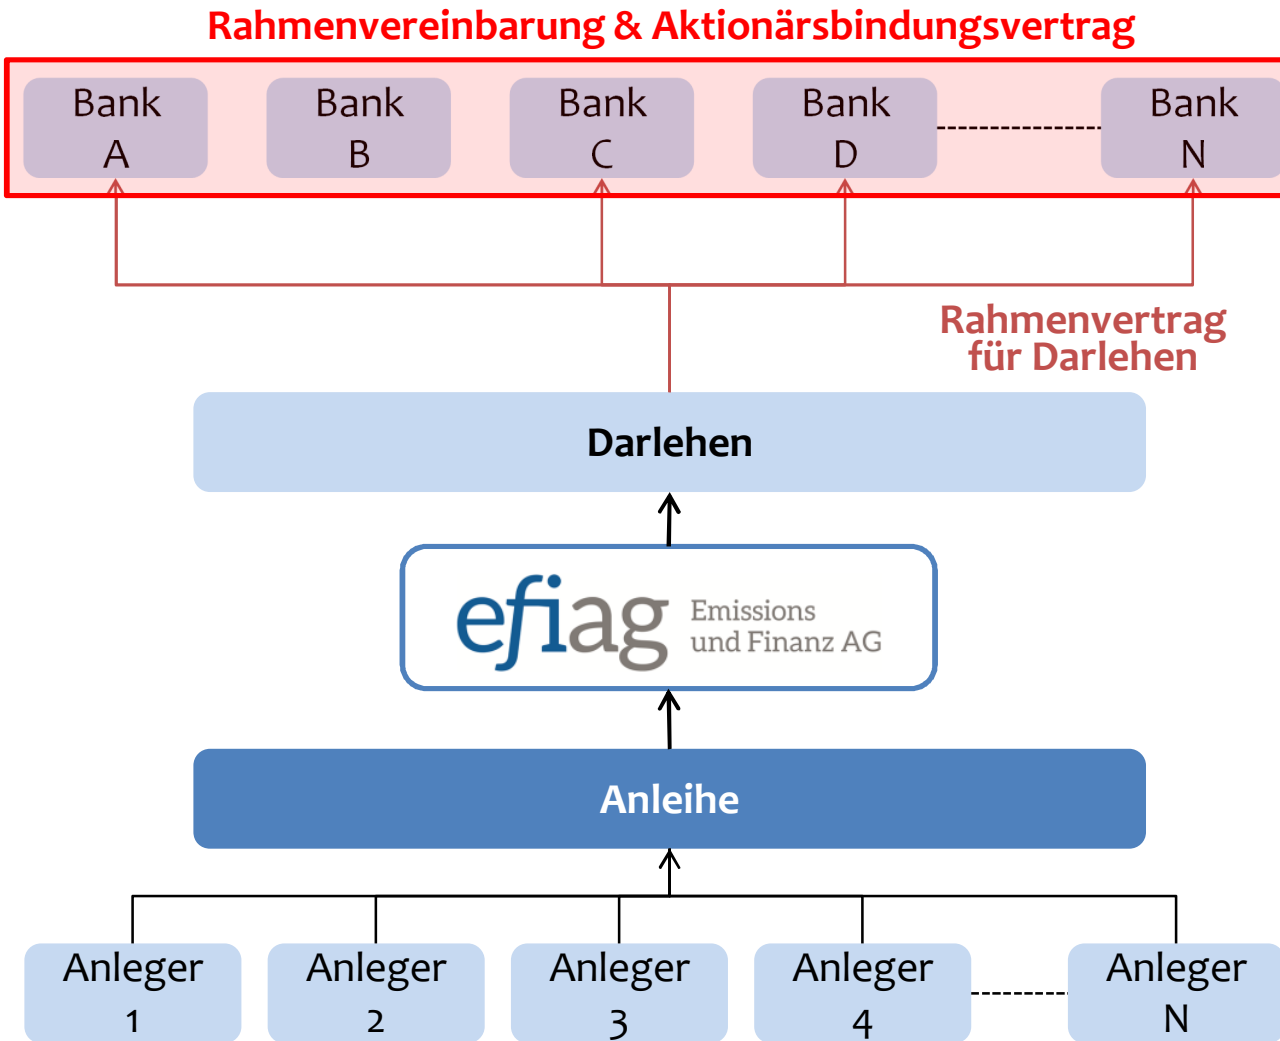 Rahmenvereinbarung & Aktionärsbindungsvertrag
Bank
A
Bank
B
Bank
C
Bank
D
Bank
N
Rahmenvertrag
für Darlehen
Darlehen
efiag
Emissions
und Finanz AG
Anleihe
Anleger
1
Anleger
2
Anleger
3
Anleger
4
Anleger
N